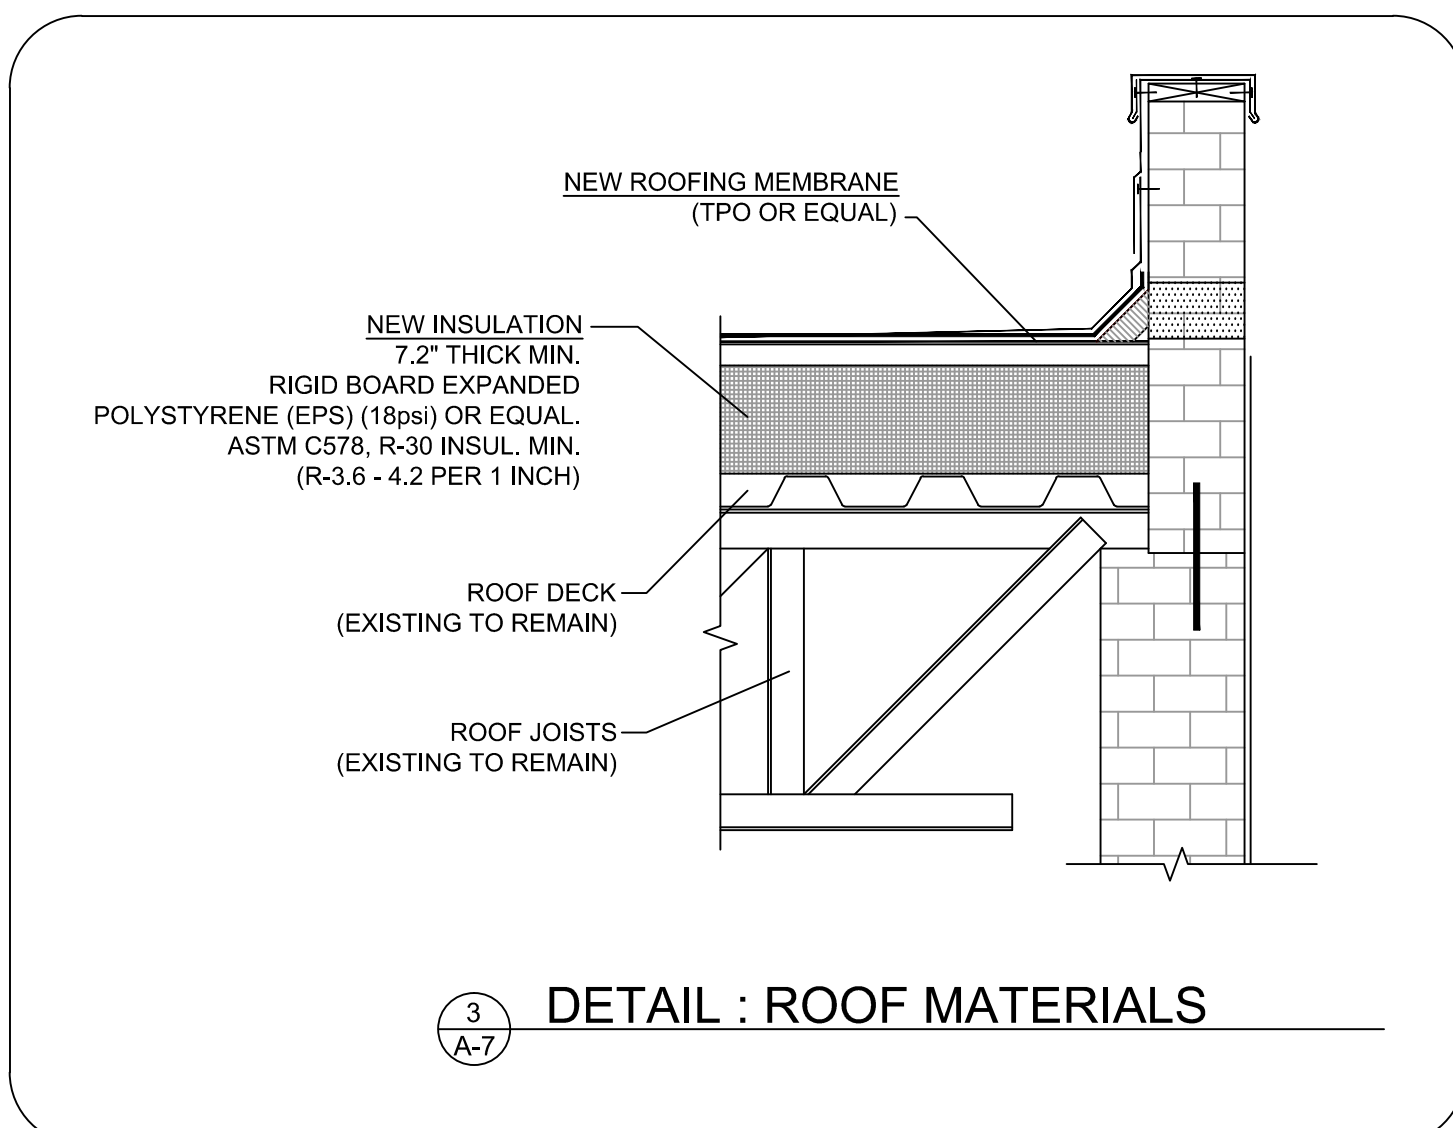 NEW ROOFING MEMBRANE
(TPO OR EQUAL)
NEW INSULATION
7.2" THICK MIN.
RIGID BOARD EXPANDED
POLYSTYRENE (EPS) (18psi) OR EQUAL.
ASTM C578, R-30 INSUL. MIN.
(R-3.6 - 4.2 PER 1 INCH)
ROOF DECK
(EXISTING TO REMAIN)
ROOF JOISTS
(EXISTING TO REMAIN)
3
A-7
DETAIL : ROOF MATERIALS